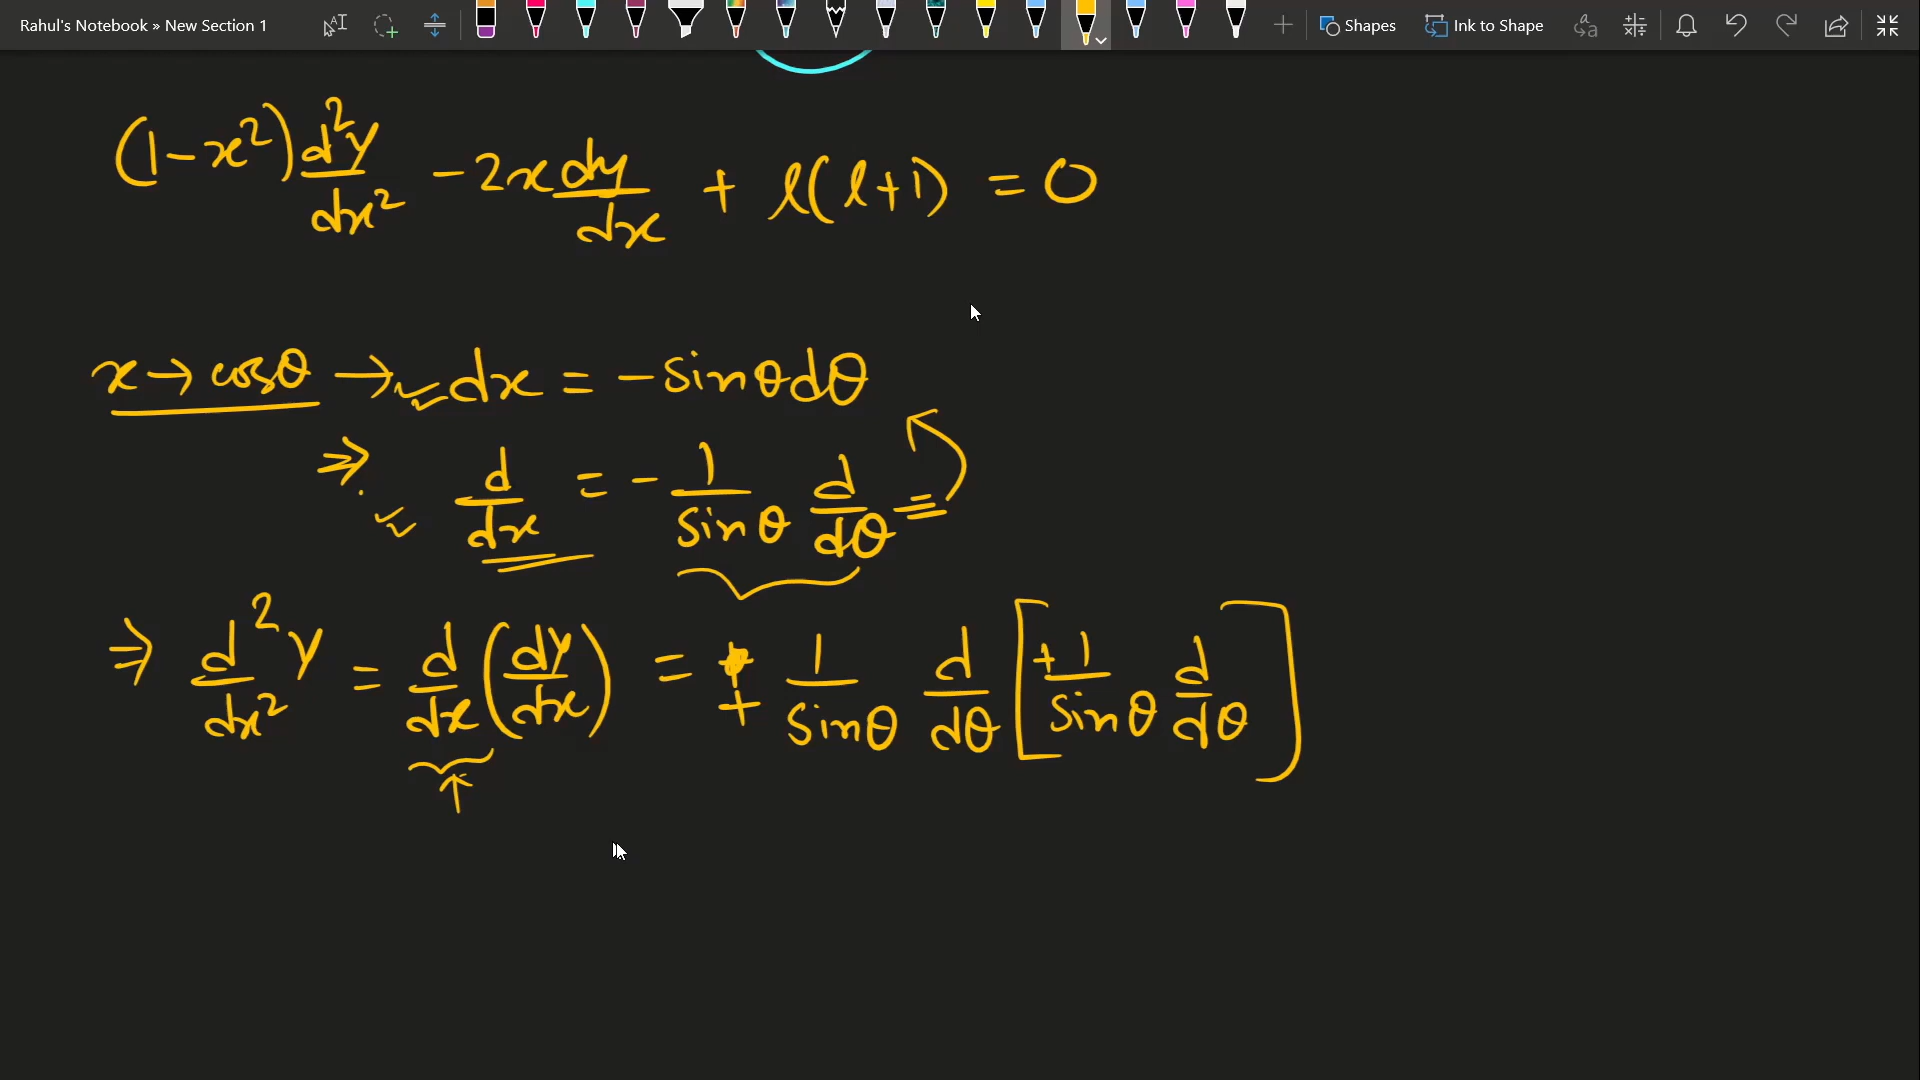 Rahul's Notebook » New Section 1 Shapes Ink to Shape
(1-x²) d²y/dx² - 2x dy/dx + l(l+1) = 0
x → cosθ → dx = - sinθ dθ
⇒ d/dx = - 1/sinθ d/dθ
⇒ d²y/dx² = d/dx (dy/dx) = + 1/sinθ d/dθ [+1/sinθ d/dθ]